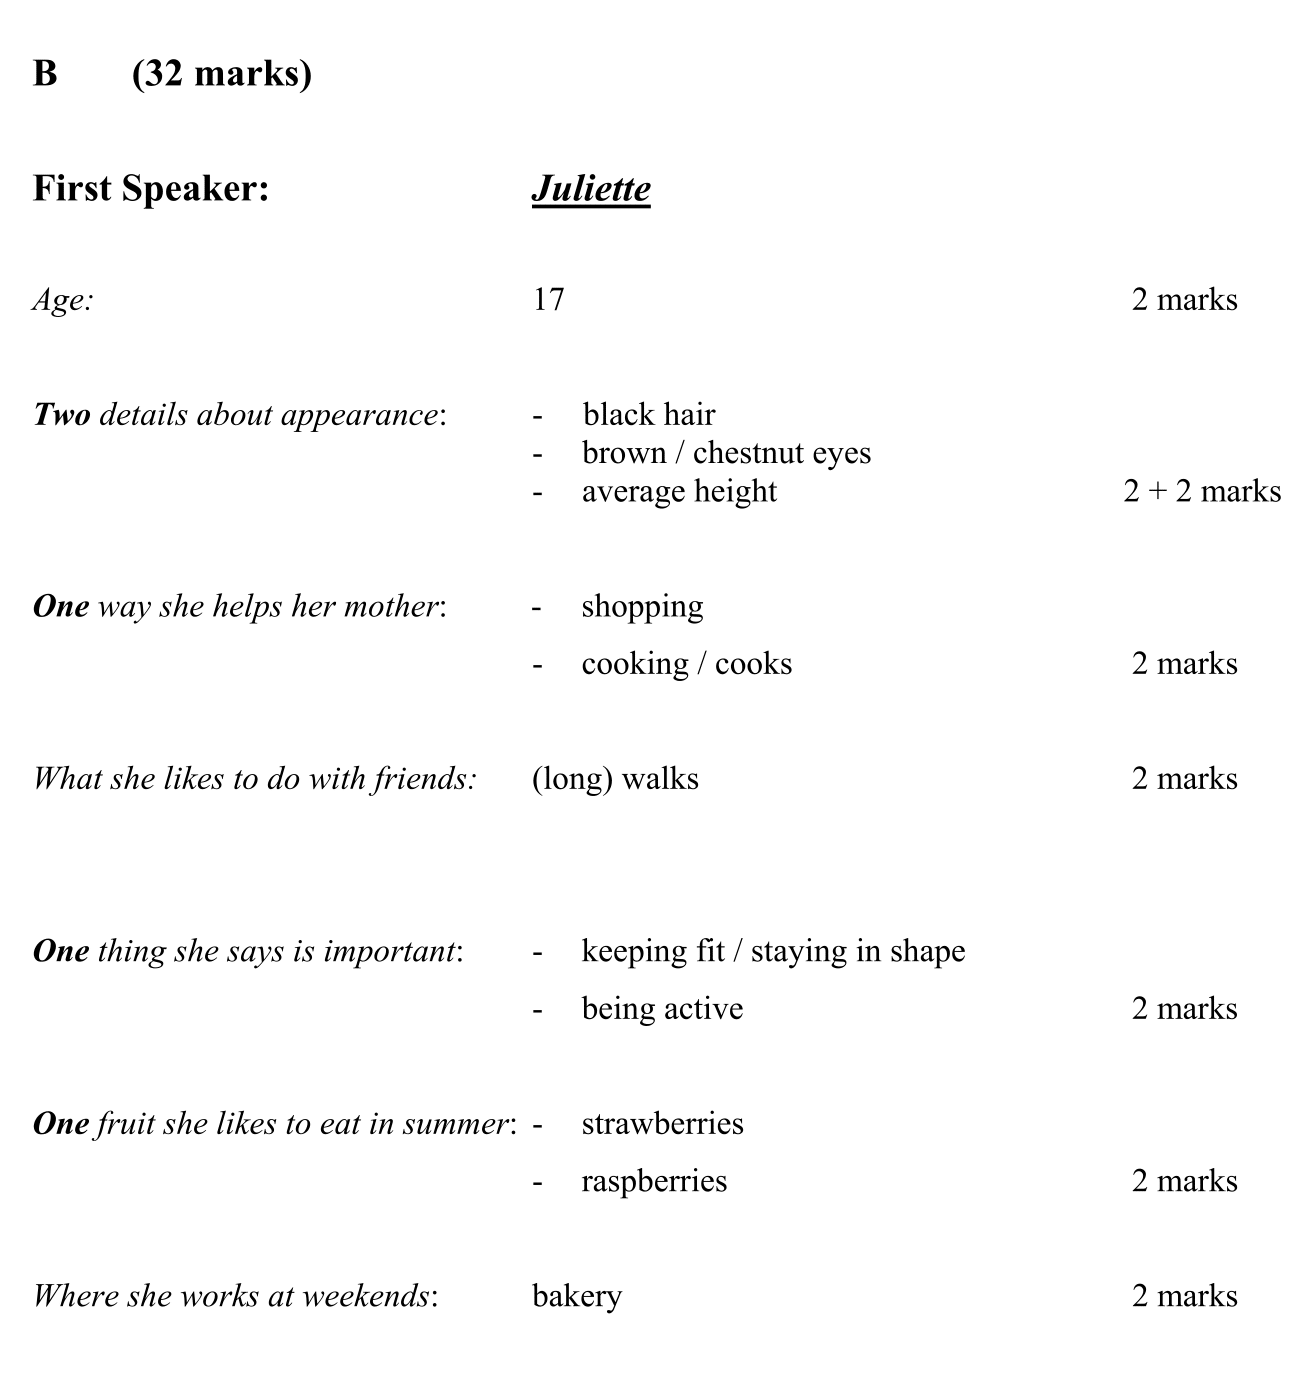 B (32 marks)
First Speaker: Juliette
Age: 17 2 marks
Two details about appearance: - black hair
- brown / chestnut eyes
- average height 2 + 2 marks
One way she helps her mother: - shopping
- cooking / cooks 2 marks
What she likes to do with friends: (long) walks 2 marks
One thing she says is important: - keeping fit / staying in shape
- being active 2 marks
One fruit she likes to eat in summer: - strawberries
- raspberries 2 marks
Where she works at weekends: bakery 2 marks